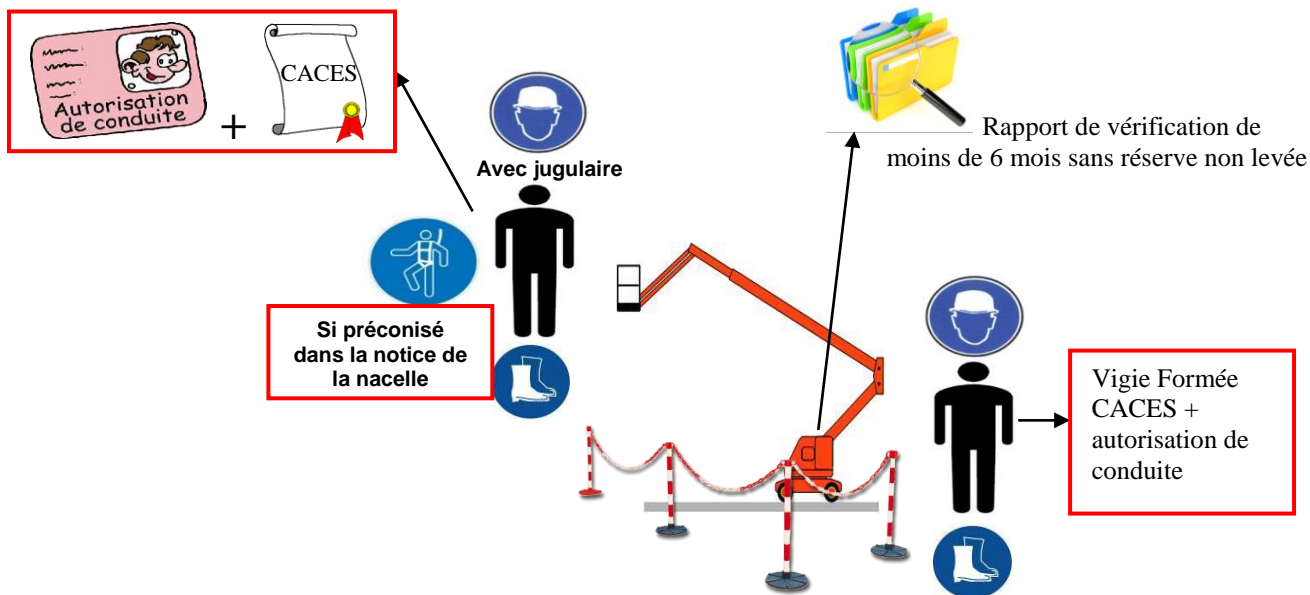 Autorisation
de conduite
+
CACES
Avec jugulaire
Rapport de vérification de
moins de 6 mois sans réserve non levée
Si préconisé
dans la notice de
la nacelle
Vigie Formée
CACES +
autorisation de
conduite